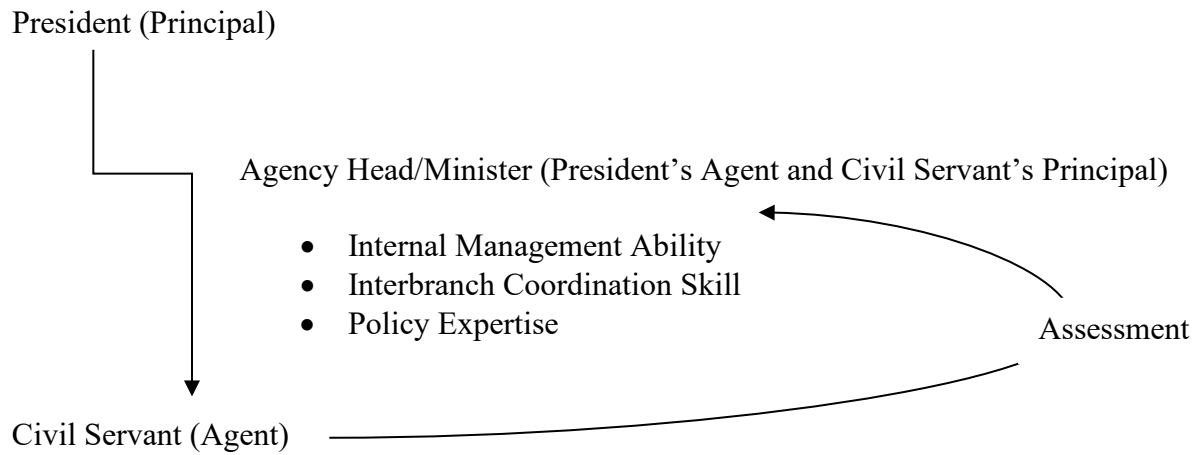 President (Principal)
Agency Head/Minister (President’s Agent and Civil Servant’s Principal)
• Internal Management Ability
• Interbranch Coordination Skill
• Policy Expertise
Assessment
Civil Servant (Agent)